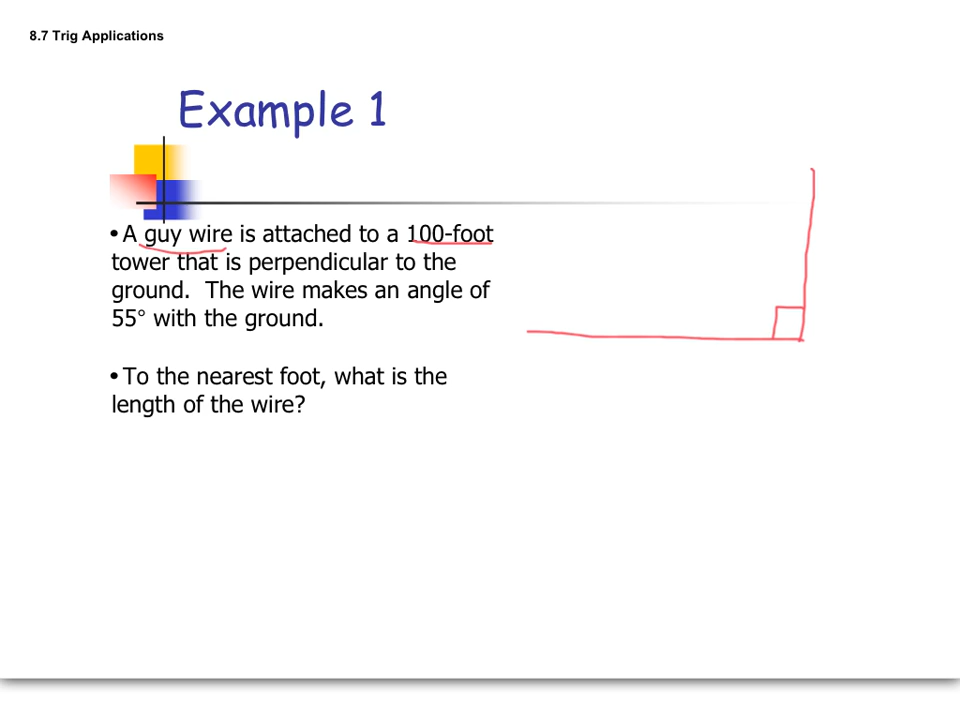 8.7 Trig Applications
Example 1
•A guy wire is attached to a 100-foot
tower that is perpendicular to the
ground.  The wire makes an angle of
55° with the ground.
•To the nearest foot, what is the
length of the wire?